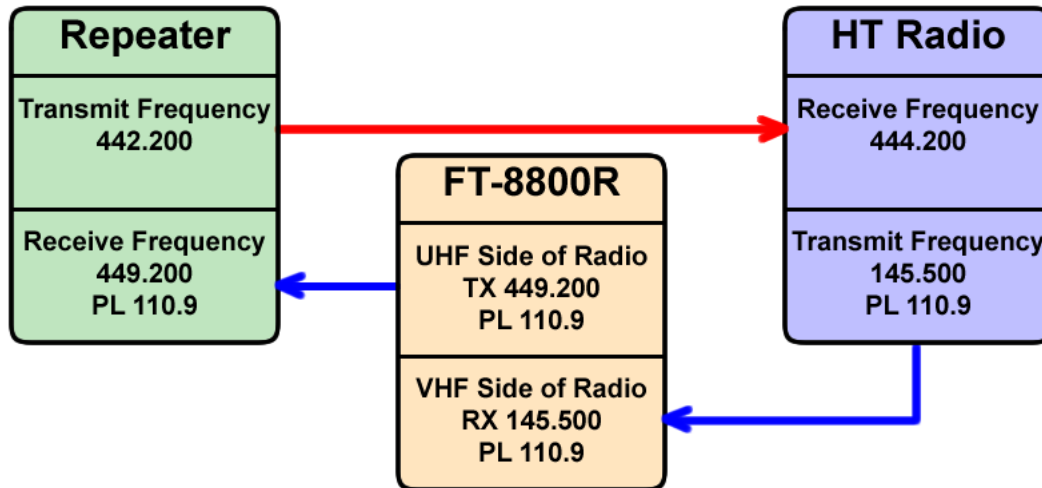 Repeater
Transmit Frequency
442.200
Receive Frequency
449.200
PL 110.9
FT-8800R
UHF Side of Radio
TX 449.200
PL 110.9
VHF Side of Radio
RX 145.500
PL 110.9
HT Radio
Receive Frequency
444.200
Transmit Frequency
145.500
PL 110.9